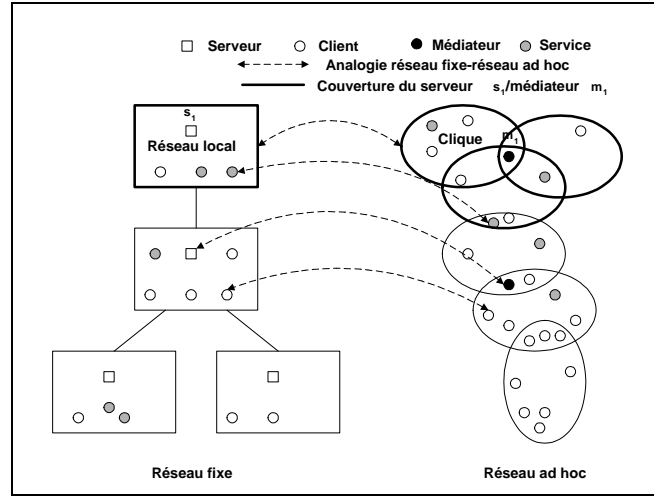 Serveur Client Médiateur Service
Analogie réseau fixe-réseau ad hoc
Couverture du serveur s1/médiateur m1
s1
Réseau local
Clique m1
Réseau fixe Réseau ad hoc